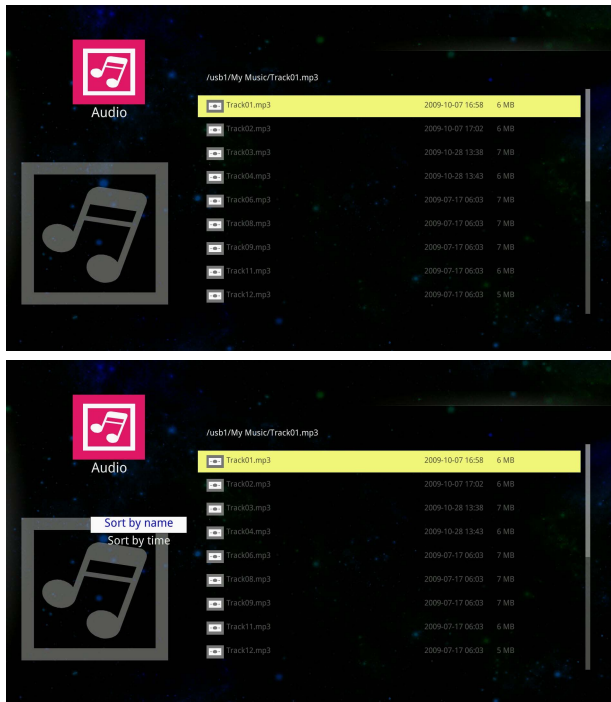 Audio
/usb1/My Music/Track01.mp3
Track01.mp3 2009-10-07 16:58 6 MB
Track02.mp3 2009-10-07 17:02 6 MB
Track03.mp3 2009-10-28 13:38 7 MB
Track04.mp3 2009-10-28 13:43 6 MB
Track06.mp3 2009-07-17 06:03 7 MB
Track08.mp3 2009-07-17 06:03 7 MB
Track09.mp3 2009-07-17 06:03 7 MB
Track11.mp3 2009-07-17 06:03 6 MB
Track12.mp3 2009-07-17 06:03 5 MB
Audio
Sort by name
Sort by time
/usb1/My Music/Track01.mp3
Track01.mp3 2009-10-07 16:58 6 MB
Track02.mp3 2009-10-07 17:02 6 MB
Track03.mp3 2009-10-28 13:38 7 MB
Track04.mp3 2009-10-28 13:43 6 MB
Track06.mp3 2009-07-17 06:03 7 MB
Track08.mp3 2009-07-17 06:03 7 MB
Track09.mp3 2009-07-17 06:03 7 MB
Track11.mp3 2009-07-17 06:03 6 MB
Track12.mp3 2009-07-17 06:03 5 MB